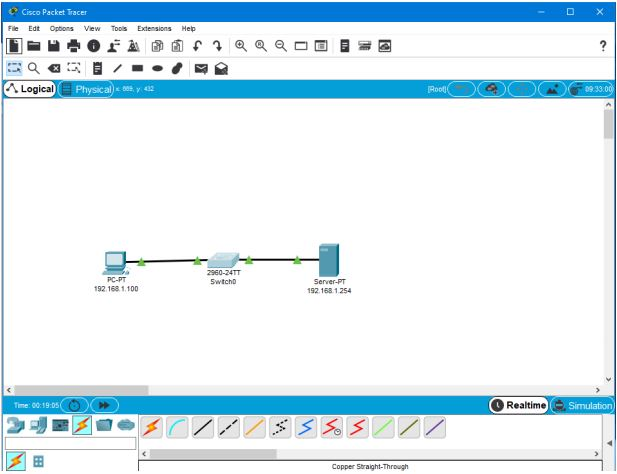 Cisco Packet Tracer
File Edit Options View Tools Extensions Help
?
Logical Physical x: 669, y: 432 [Root] 09:33:00
PC-PT
192.168.1.100
2960-24TT
Switch0
Server-PT
192.168.1.254
Time: 00:19:05 Realtime Simulation
Copper Straight-Through